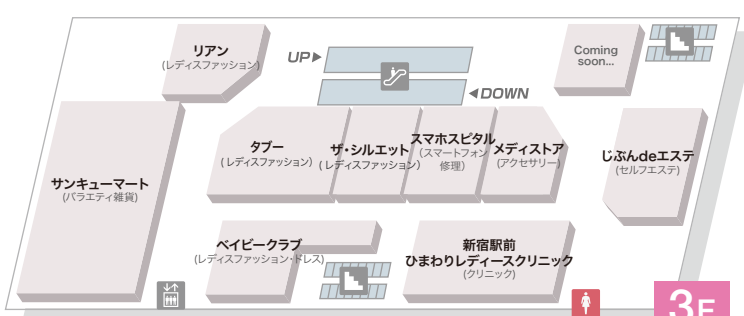 リアン
(レディスファッション)
UP▶
◀DOWN
Coming
soon...
タブー
(レディスファッション)
ザ・シルエット
(レディスファッション)
スマホスピタル
(スマートフォン
修理)
メディストア
(アクセサリー)
じぶんdeエステ
(セルフエステ)
サンキューマート
(バラエティ雑貨)
ベイビークラブ
(レディスファッション・ドレス)
新宿駅前
ひまわりレディースクリニック
(クリニック)
3F